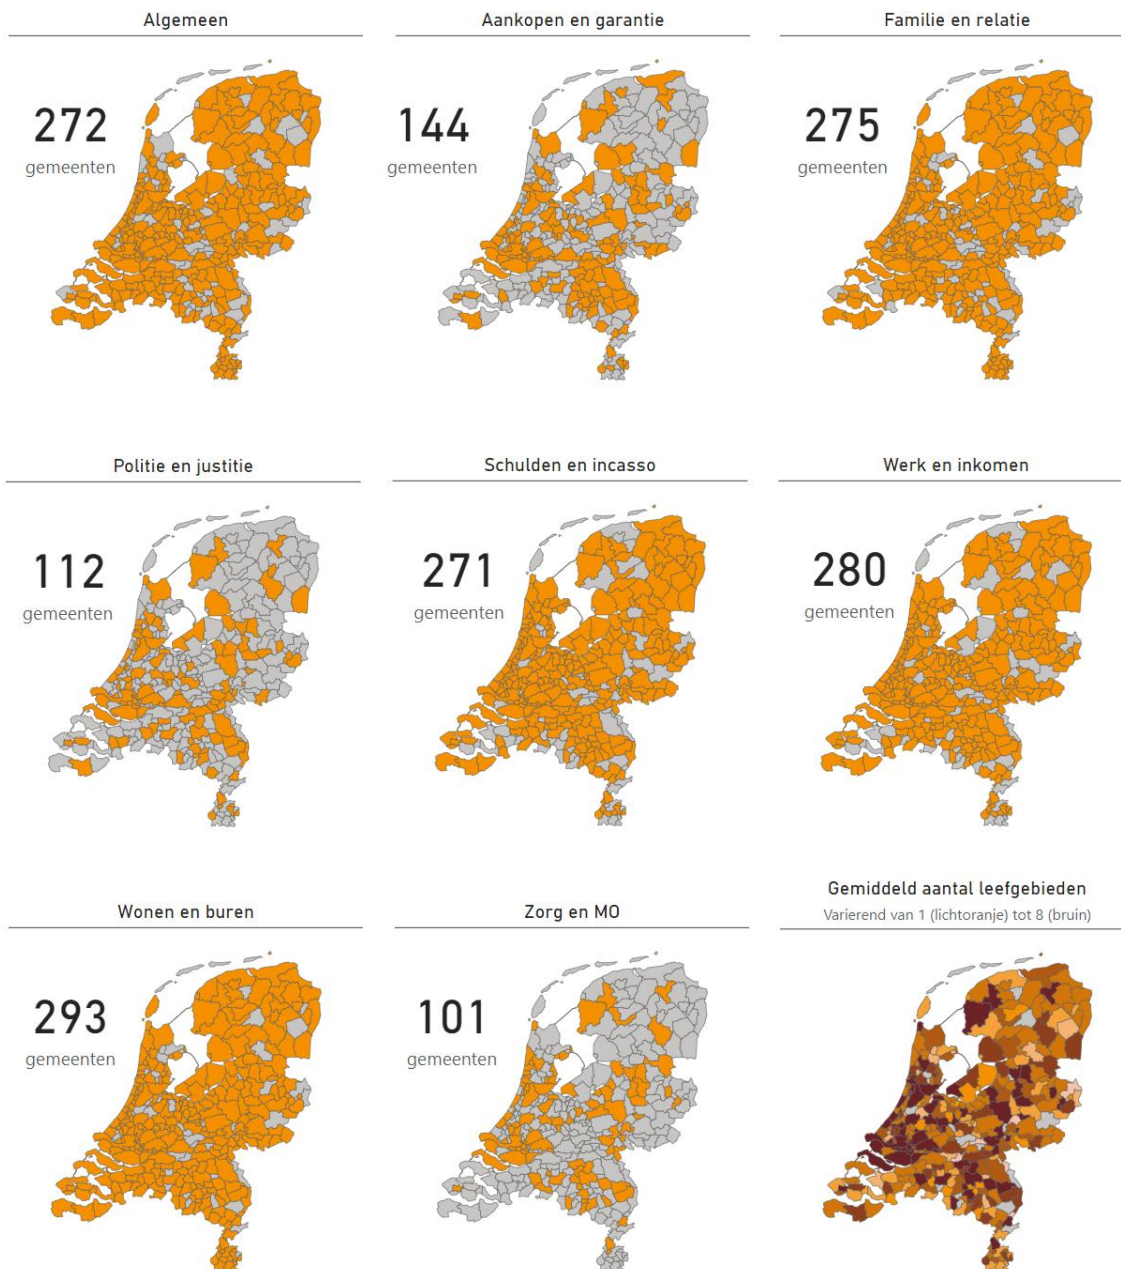 Algemeen
Aankopen en garantie
Familie en relatie
272
gemeenten
144
gemeenten
275
gemeenten
Politie en justitie
Schulden en incasso
Werk en inkomen
112
gemeenten
271
gemeenten
280
gemeenten
Wonen en buren
Zorg en MO
Gemiddeld aantal leefgebieden
Varierend van 1 (lichtoranje) tot 8 (bruin)
293
gemeenten
101
gemeenten